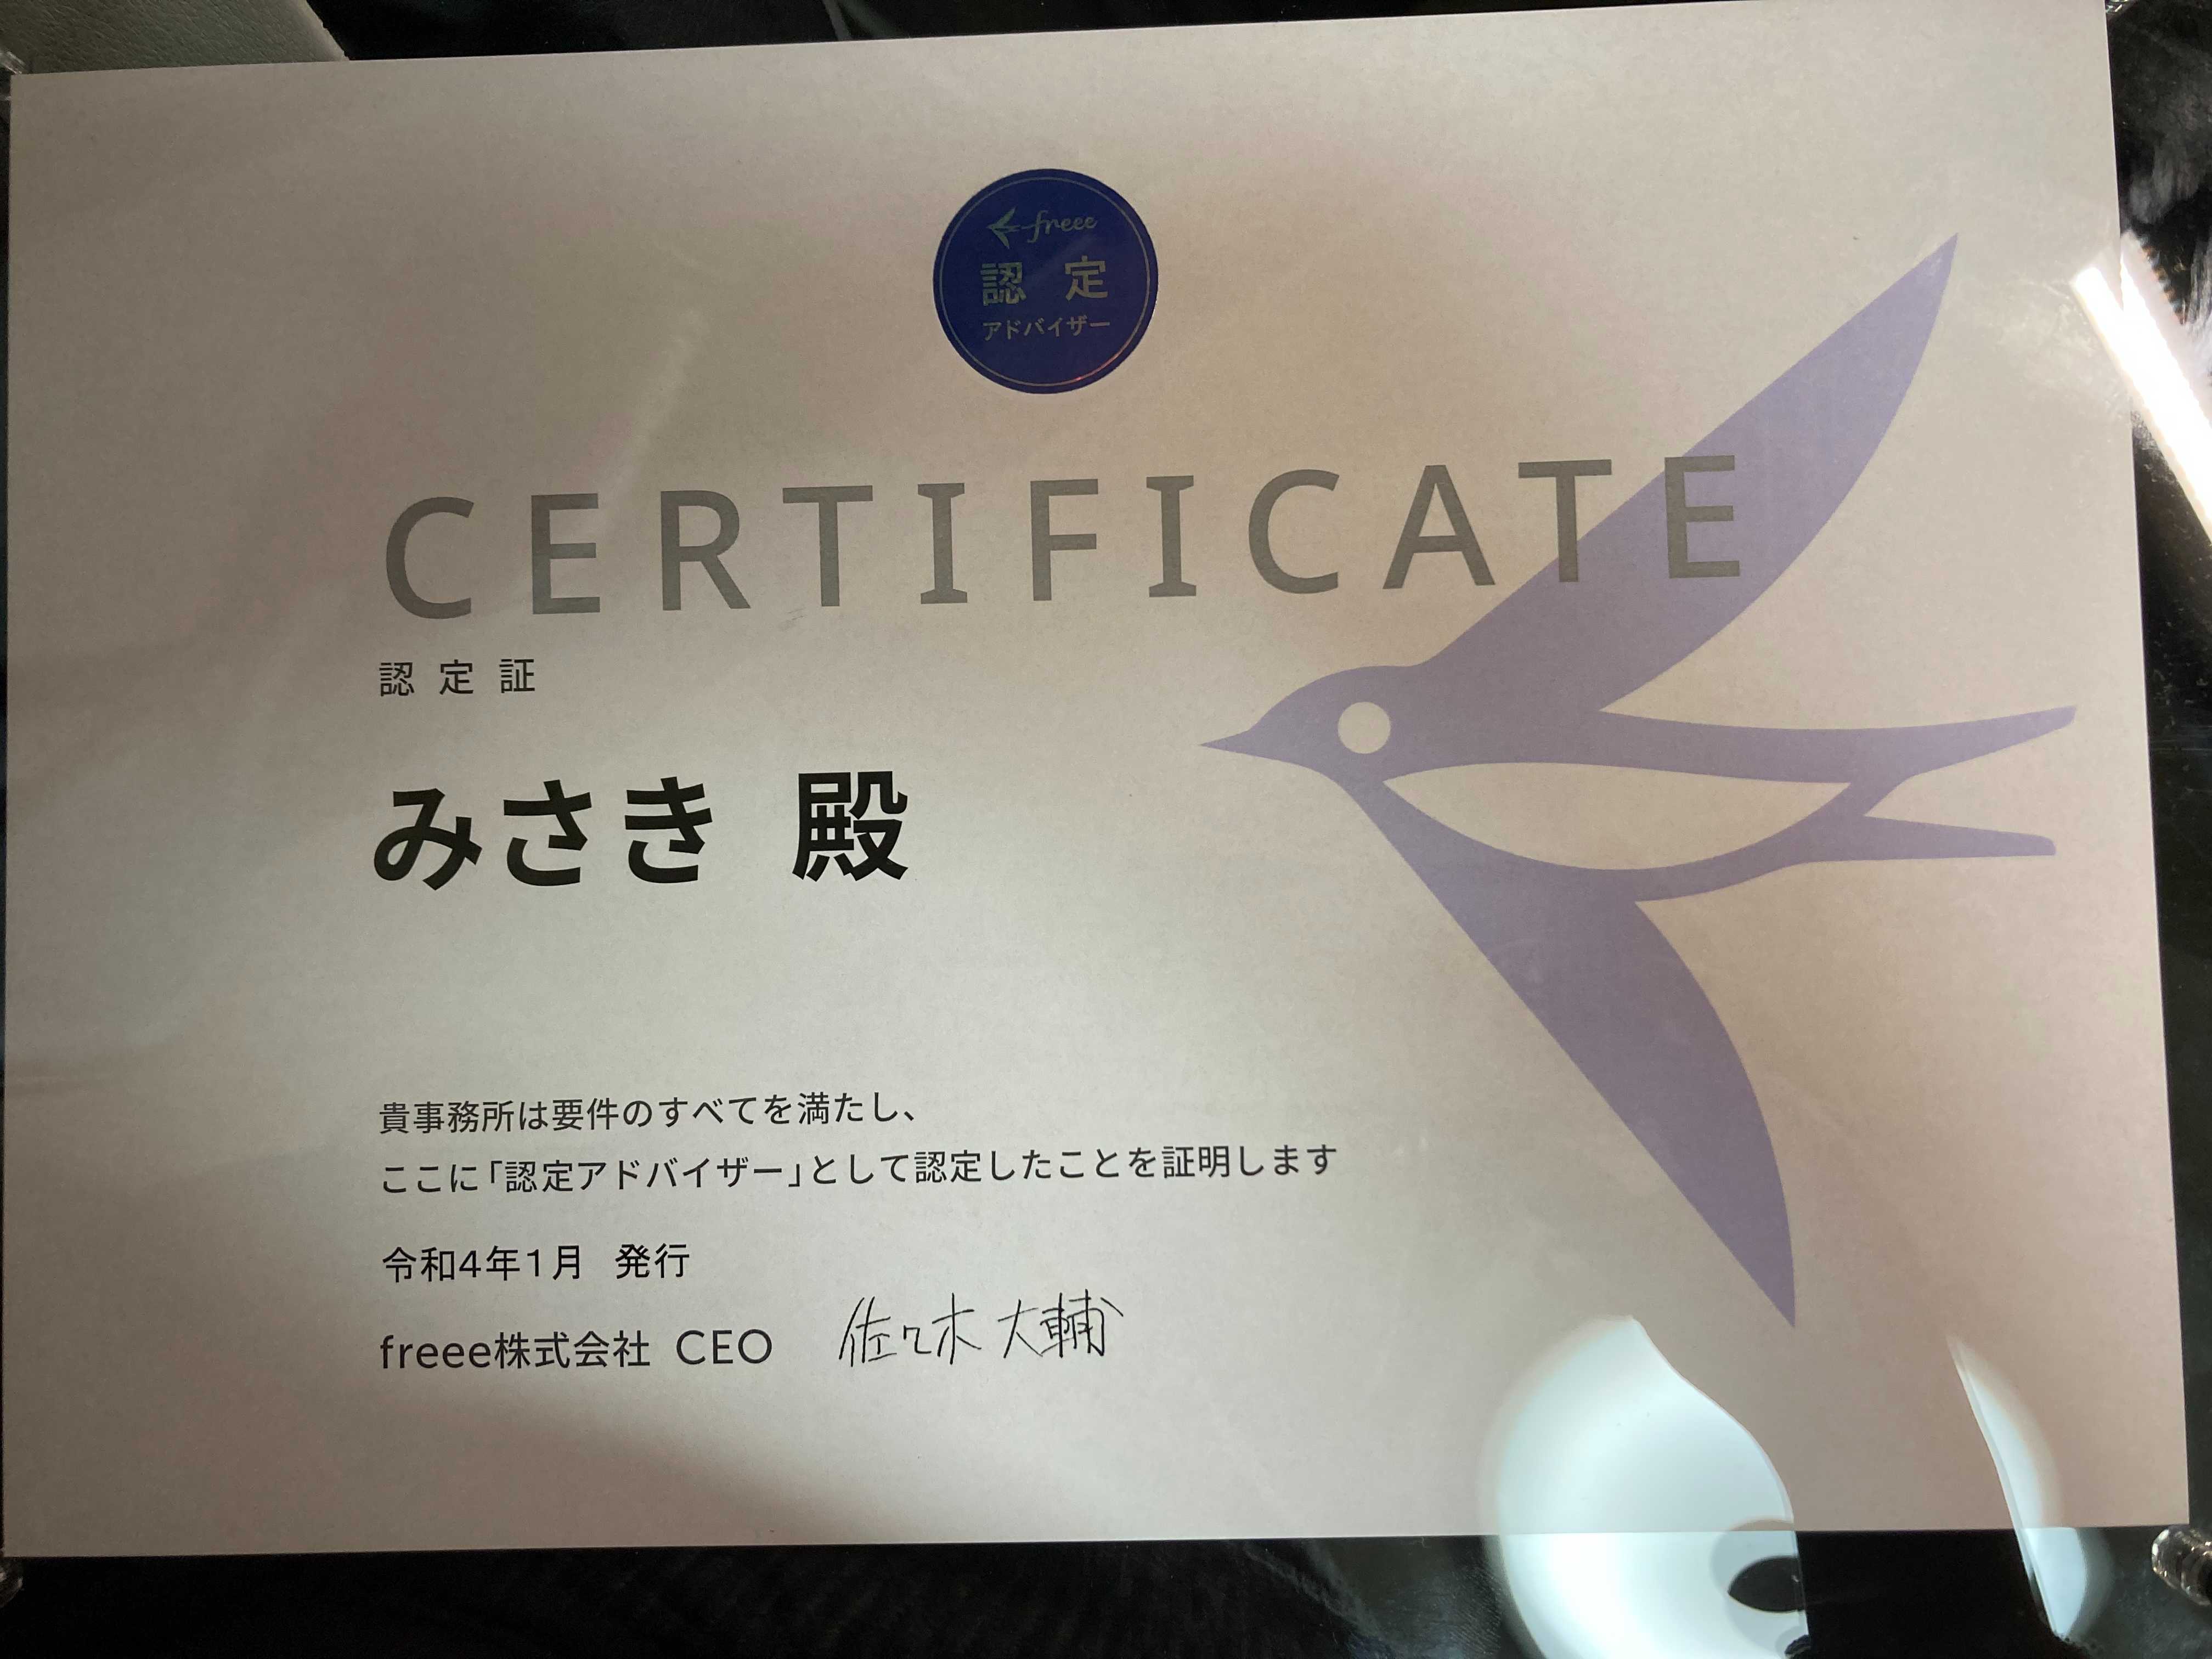 freee
認定
アドバイザー
CERTIFICATE
認定証
みさき 殿
貴事務所は要件のすべてを満たし、
ここに「認定アドバイザー」として認定したことを証明します
令和4年1月 発行
freee株式会社 CEO 佐々木 大輔